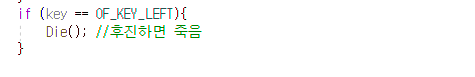 if (key == OF_KEY_LEFT){
    Die(); //후진하면 죽음
}